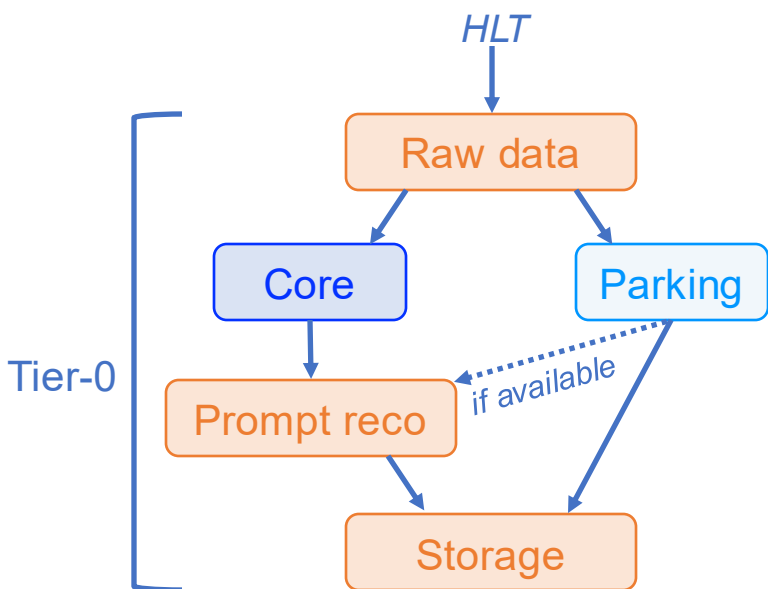 HLT
Raw data
Core
Parking
Tier-0
if available
Prompt reco
Storage